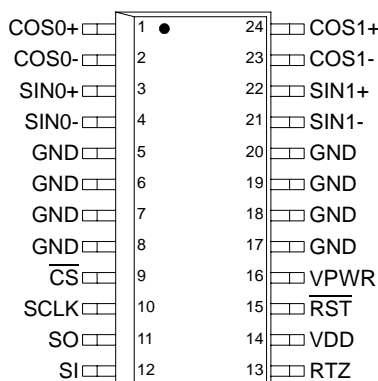 COS0+ 1 24 COS1+
COS0- 2 23 COS1-
SIN0+ 3 22 SIN1+
SIN0- 4 21 SIN1-
GND 5 20 GND
GND 6 19 GND
GND 7 18 GND
GND 8 17 GND
C̅S̅ 9 16 VPWR
SCLK 10 15 R̅S̅T̅
SO 11 14 VDD
SI 12 13 RTZ